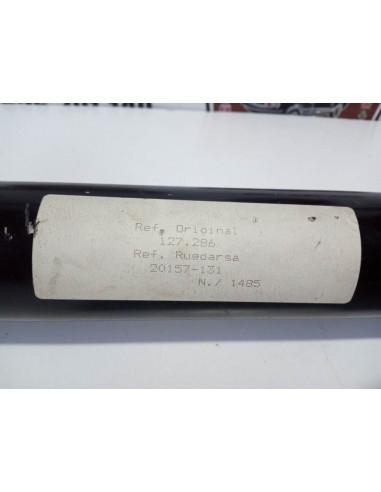 Ref. Original
127.286
Ref. Ruedarsa
20157-131
N./ 1485